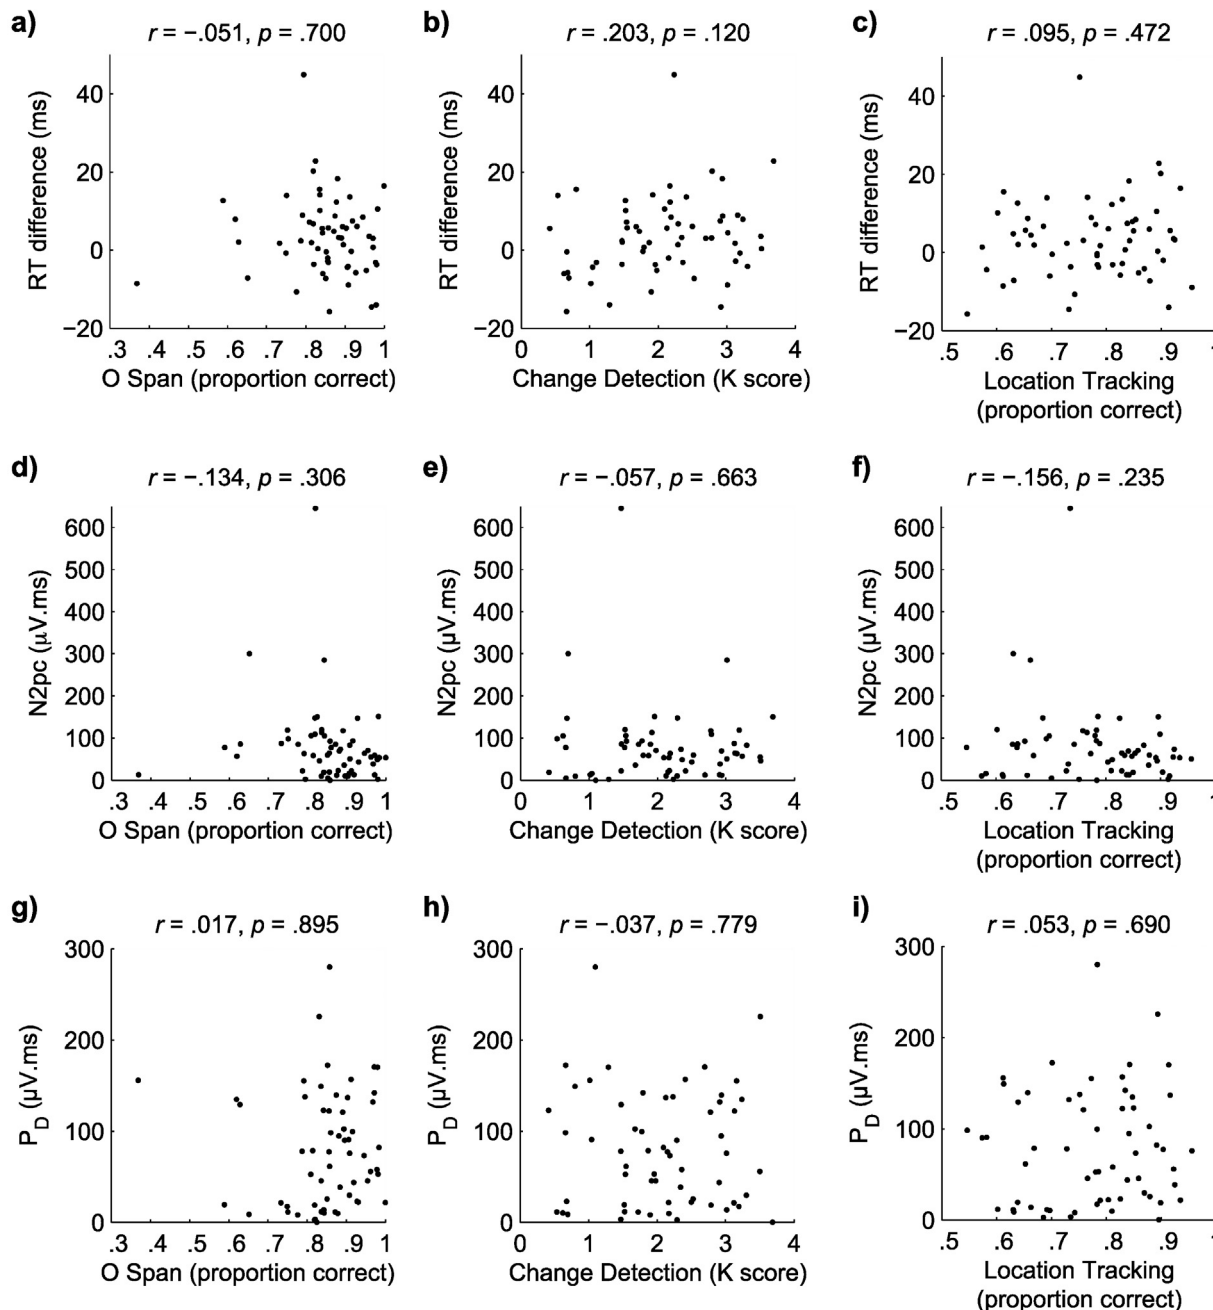 a)
r = −.051, p = .700
40
20
0
−20
RT difference (ms)
.3 .4 .5 .6 .7 .8 .9 1
O Span (proportion correct)
b)
r = .203, p = .120
40
20
0
−20
RT difference (ms)
0 1 2 3 4
Change Detection (K score)
c)
r = .095, p = .472
40
20
0
−20
RT difference (ms)
.5 .6 .7 .8 .9 1
Location Tracking
(proportion correct)
d)
r = −.134, p = .306
600
500
400
300
200
100
0
N2pc (μV.ms)
.3 .4 .5 .6 .7 .8 .9 1
O Span (proportion correct)
e)
r = −.057, p = .663
600
500
400
300
200
100
0
N2pc (μV.ms)
0 1 2 3 4
Change Detection (K score)
f)
r = −.156, p = .235
600
500
400
300
200
100
0
N2pc (μV.ms)
.5 .6 .7 .8 .9 1
Location Tracking
(proportion correct)
g)
r = .017, p = .895
300
200
100
0
P_D (μV.ms)
.3 .4 .5 .6 .7 .8 .9 1
O Span (proportion correct)
h)
r = −.037, p = .779
300
200
100
0
P_D (μV.ms)
0 1 2 3 4
Change Detection (K score)
i)
r = .053, p = .690
300
200
100
0
P_D (μV.ms)
.5 .6 .7 .8 .9 1
Location Tracking
(proportion correct)